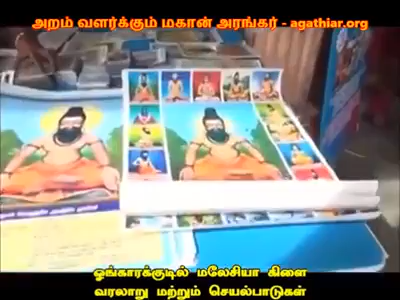 அறம் வளர்க்கும் மகான் அரங்கர் - agathiar.org
ஓங்காரக்குடில் மலேசியா கிளை
வரலாறு மற்றும் செயல்பாடுகள்